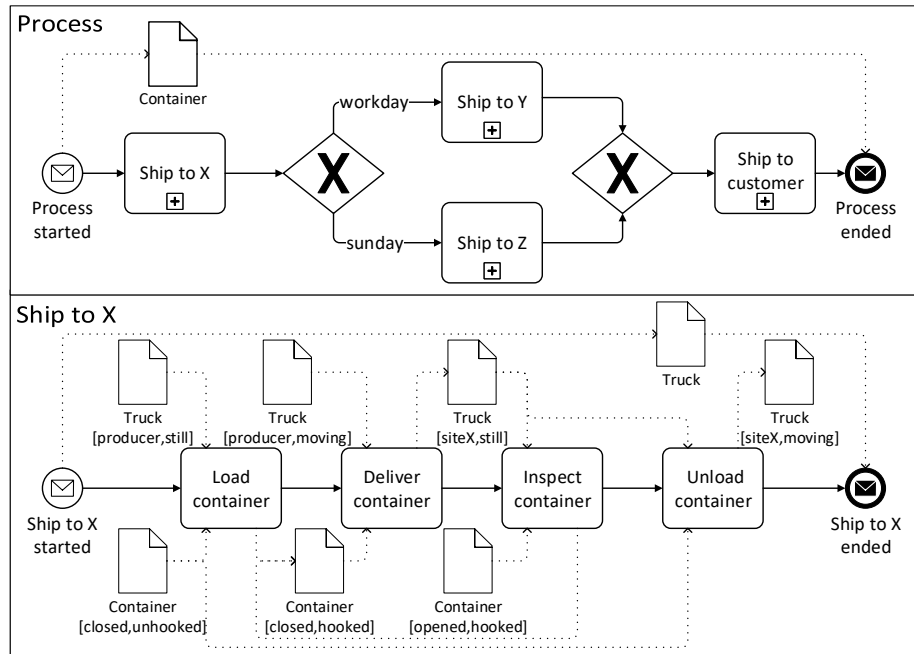 Process
Container
workday
Ship to Y
Ship to X
X
X
Ship to
customer
Process
started
sunday
Ship to Z
Process
ended
Ship to X
Truck
Truck
[producer,still]
Truck
[producer,moving]
Truck
[siteX,still]
Truck
[siteX,moving]
Load
container
Deliver
container
Inspect
container
Unload
container
Ship to X
started
Ship to X
ended
Container
[closed,unhooked]
Container
[closed,hooked]
Container
[opened,hooked]